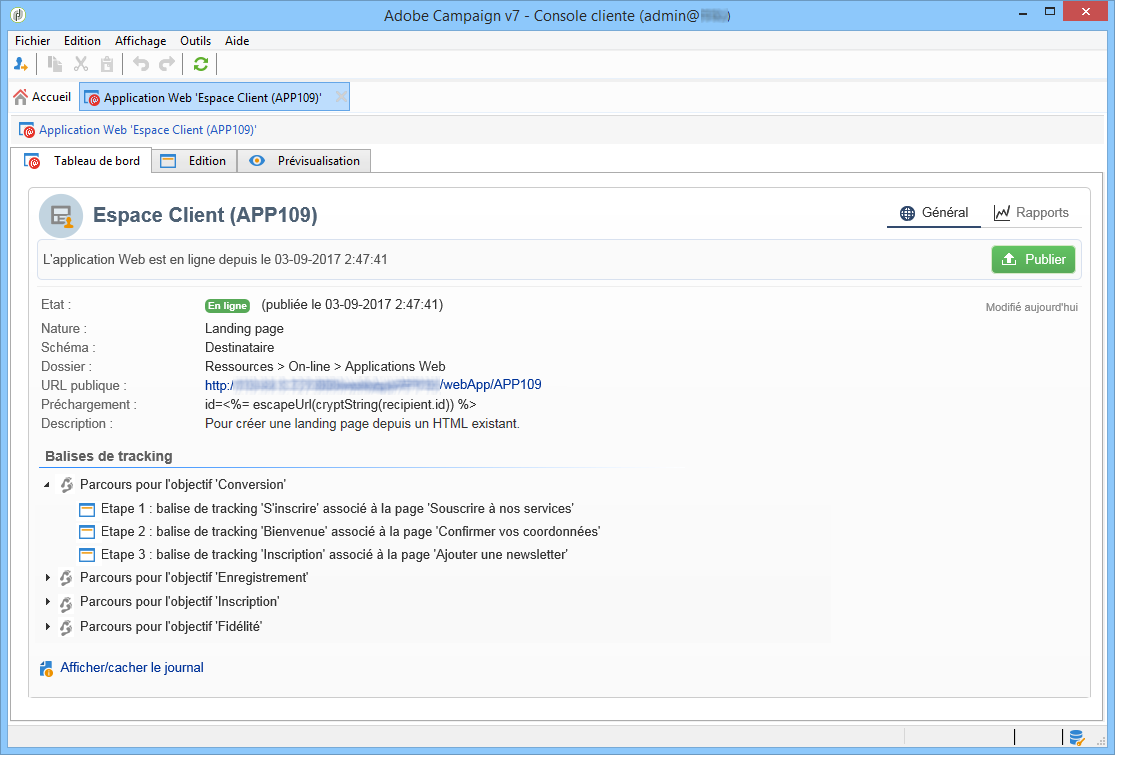 Adobe Campaign v7 - Console cliente (admin@ )
Fichier Edition Affichage Outils Aide
Accueil Application Web 'Espace Client (APP109)'
Application Web 'Espace Client (APP109)'
Tableau de bord Edition Prévisualisation
Espace Client (APP109) Général Rapports
L'application Web est en ligne depuis le 03-09-2017 2:47:41 Publier
Etat : En ligne (publiée le 03-09-2017 2:47:41) Modifié aujourd'hui
Nature : Landing page
Schéma : Destinataire
Dossier : Ressources > On-line > Applications Web
URL publique : http:/ /webApp/APP109
Préchargement : id=<%= escapeUrl(cryptString(recipient.id)) %>
Description : Pour créer une landing page depuis un HTML existant.
Balises de tracking
Parcours pour l'objectif 'Conversion'
Etape 1 : balise de tracking 'S'inscrire' associé à la page 'Souscrire à nos services'
Etape 2 : balise de tracking 'Bienvenue' associé à la page 'Confirmer vos coordonnées'
Etape 3 : balise de tracking 'Inscription' associé à la page 'Ajouter une newsletter'
Parcours pour l'objectif 'Enregistrement'
Parcours pour l'objectif 'Inscription'
Parcours pour l'objectif 'Fidélité'
Afficher/cacher le journal